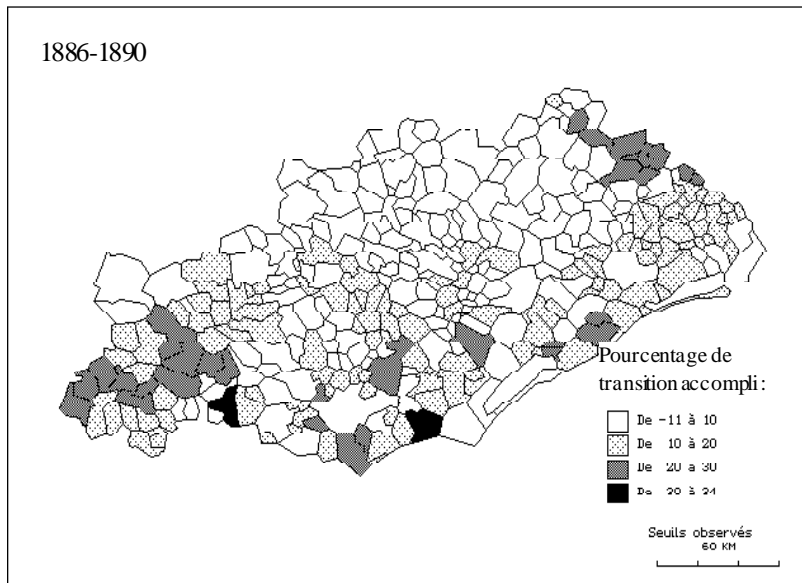 1886-1890
Pourcentage de
transition accompli :
De -11 à 10
De 10 à 20
De 20 à 30
De
Seuils observés
60 KM